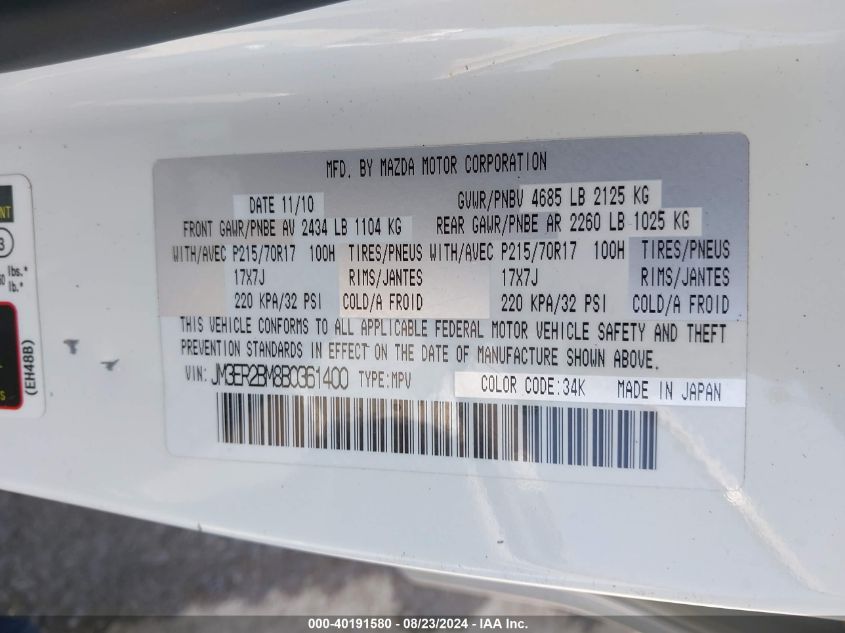 MFD. BY MAZDA MOTOR CORPORATION
DATE 11/10 GVWR/PNBV 4685 LB 2125 KG
FRONT GAWR/PNBE AV 2434 LB 1104 KG REAR GAWR/PNBE AR 2260 LB 1025 KG
WITH/AVEC P215/70R17 100H TIRES/PNEUS WITH/AVEC P215/70R17 100H TIRES/PNEUS
17X7J RIMS/JANTES 17X7J RIMS/JANTES
220 KPA/32 PSI COLD/A FROID 220 KPA/32 PSI COLD/A FROID
THIS VEHICLE CONFORMS TO ALL APPLICABLE FEDERAL MOTOR VEHICLE SAFETY AND THEFT
PREVENTION STANDARDS IN EFFECT ON THE DATE OF MANUFACTURE SHOWN ABOVE.
VIN: JM3ER2BM8B0361400 TYPE:MPV COLOR CODE:34K MADE IN JAPAN
lbs.*
lb.*
(EH48B)
000-40191580 - 08/23/2024 - IAA Inc.